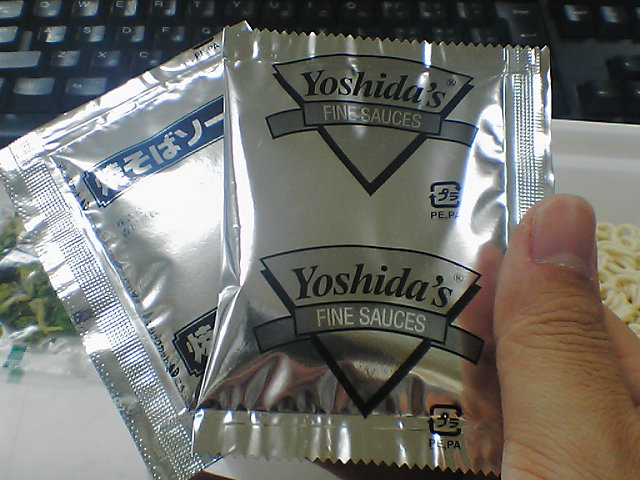 Yoshida's®
FINE SAUCES
プラ
PE,PA
Yoshida's®
FINE SAUCES
プラ
PE,PA
焼そばソー
焼
PE,PA